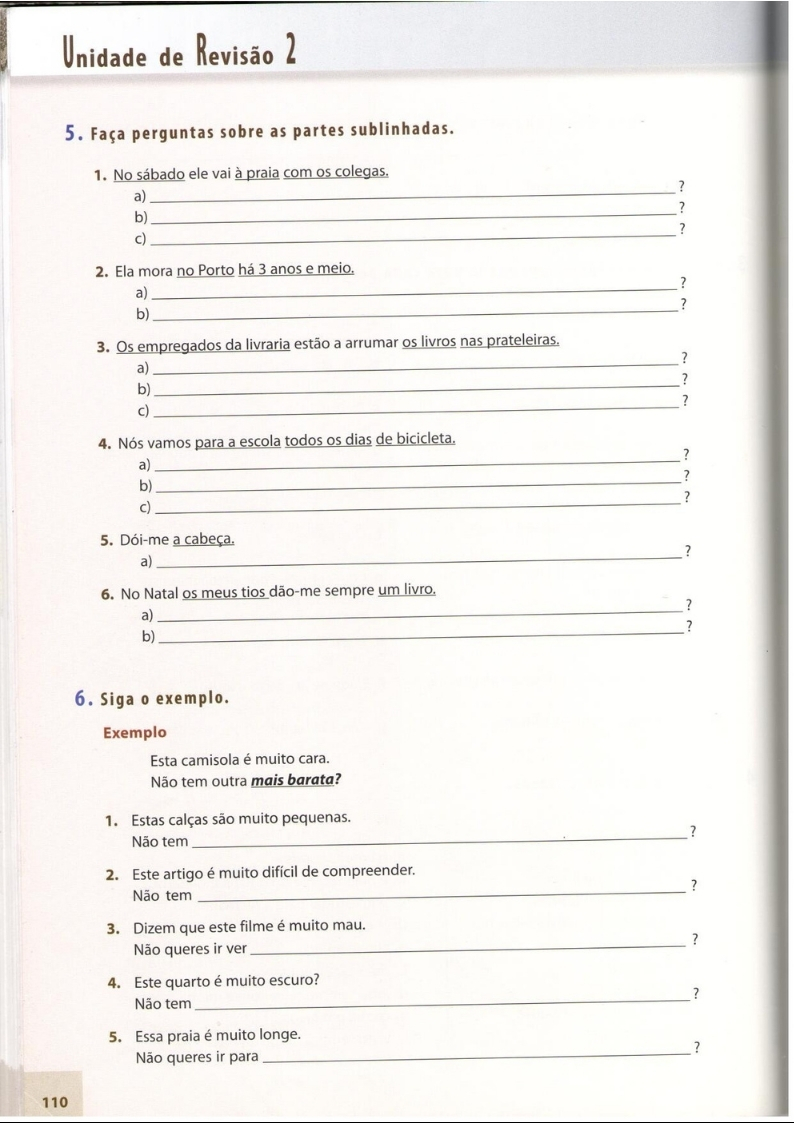 Unidade de Revisão 2
5. Faça perguntas sobre as partes sublinhadas.
1. No sábado ele vai à praia com os colegas.
a) ?
b) ?
c) ?
2. Ela mora no Porto há 3 anos e meio.
a) ?
b) ?
3. Os empregados da livraria estão a arrumar os livros nas prateleiras.
a) ?
b) ?
c) ?
4. Nós vamos para a escola todos os dias de bicicleta.
a) ?
b) ?
c) ?
5. Dói-me a cabeça.
a) ?
6. No Natal os meus tios dão-me sempre um livro.
a) ?
b) ?
6. Siga o exemplo.
Exemplo
Esta camisola é muito cara.
Não tem outra mais barata?
1. Estas calças são muito pequenas.
Não tem ?
2. Este artigo é muito difícil de compreender.
Não tem ?
3. Dizem que este filme é muito mau.
Não queres ir ver ?
4. Este quarto é muito escuro?
Não tem ?
5. Essa praia é muito longe.
Não queres ir para ?
110